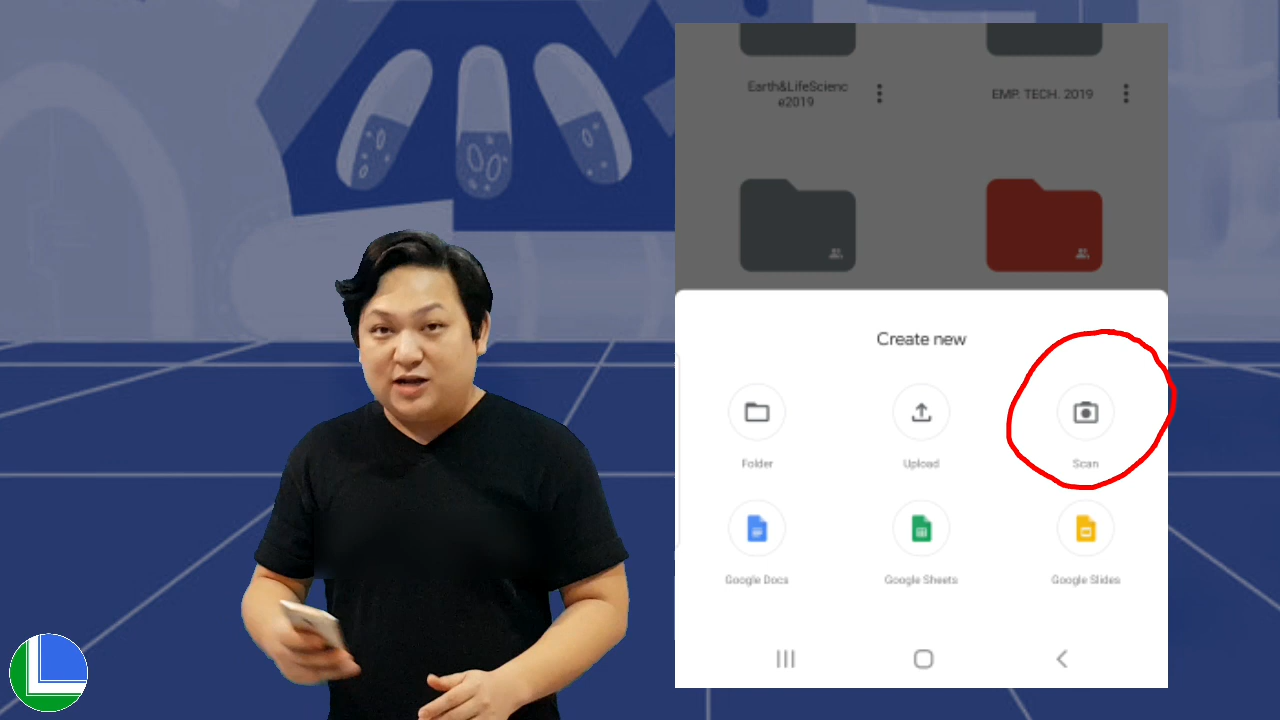 Earth&LifeScienc
e2019
EMP. TECH. 2019
Create new
Folder
Upload
Scan
Google Docs
Google Sheets
Google Slides